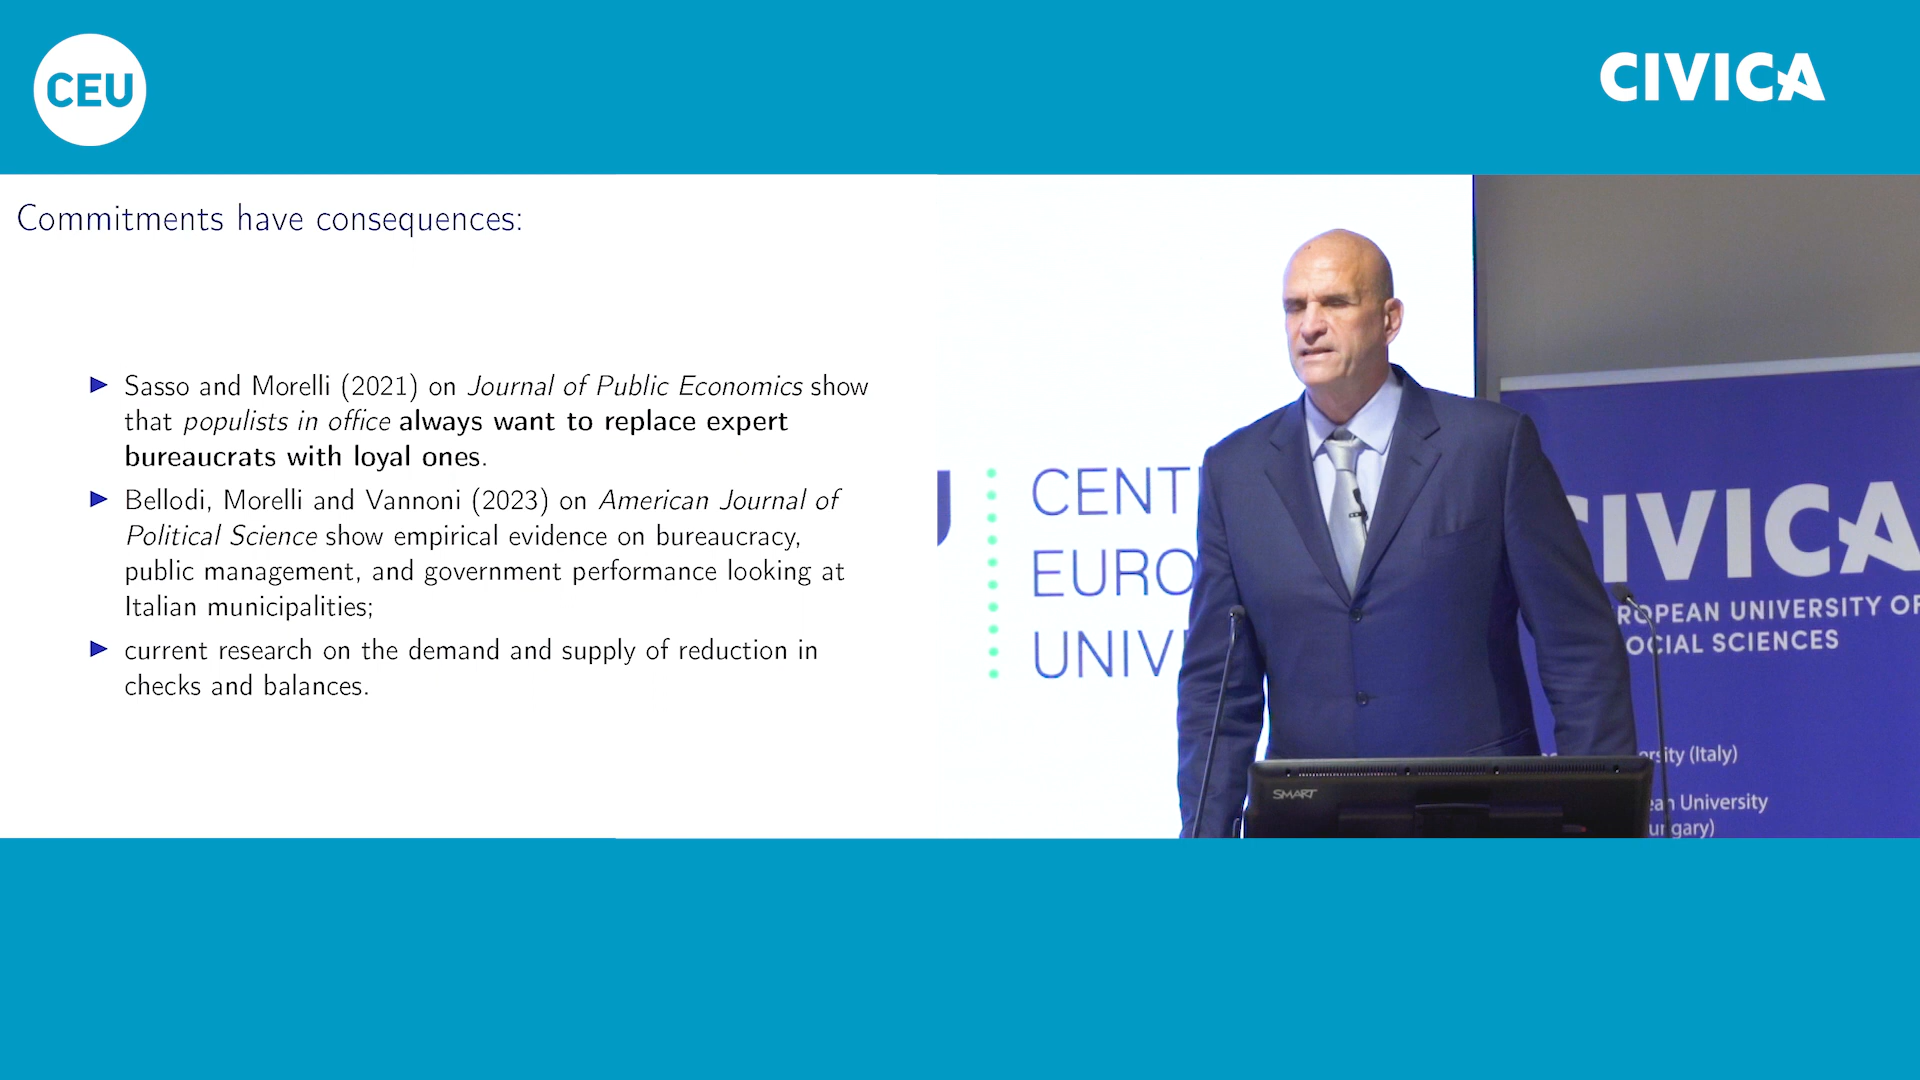 CEU
CIVICA
Commitments have consequences:
▶ Sasso and Morelli (2021) on Journal of Public Economics show
that populists in office always want to replace expert
bureaucrats with loyal ones.
▶ Bellodi, Morelli and Vannoni (2023) on American Journal of
Political Science show empirical evidence on bureaucracy,
public management, and government performance looking at
Italian municipalities;
▶ current research on the demand and supply of reduction in
checks and balances.
CENT
EURO
UNIV
CIVICA
ROPEAN UNIVERSITY OF
OCIAL SCIENCES
rsity (Italy)
ean University
ungary)
SMART